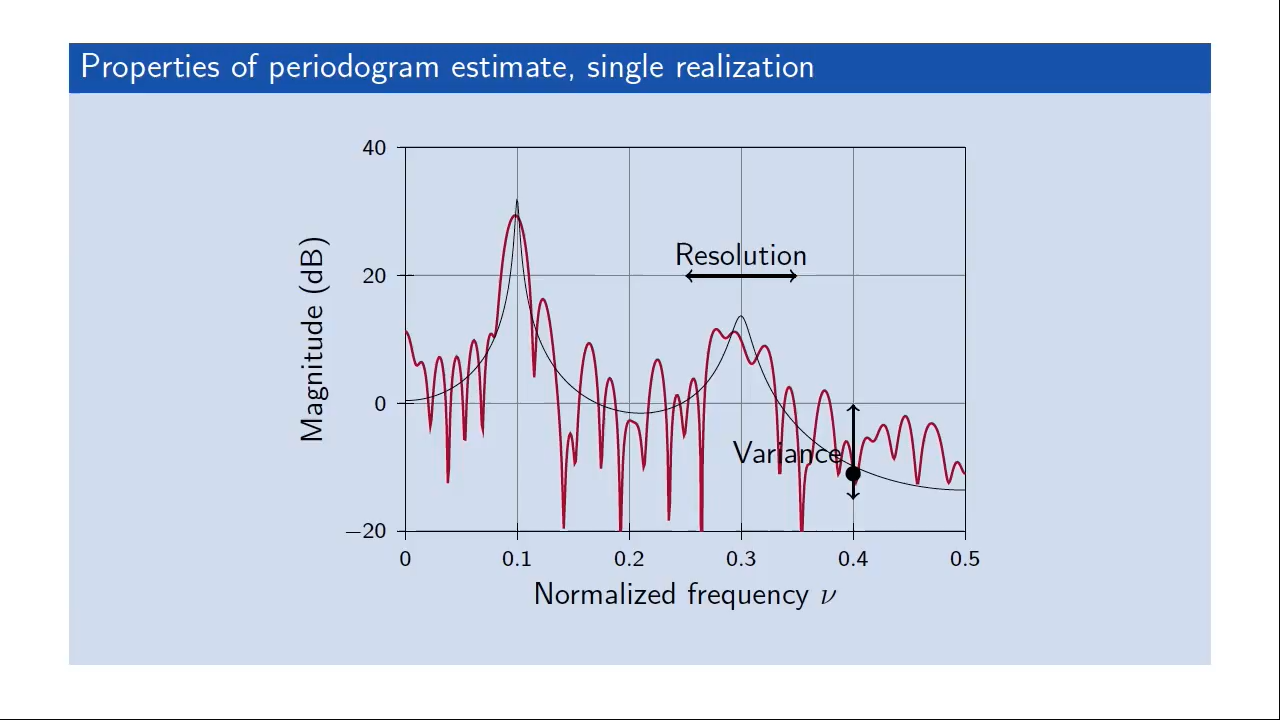 Properties of periodogram estimate, single realization
40
20
0
−20
Magnitude (dB)
Resolution
Variance
0 0.1 0.2 0.3 0.4 0.5
Normalized frequency ν